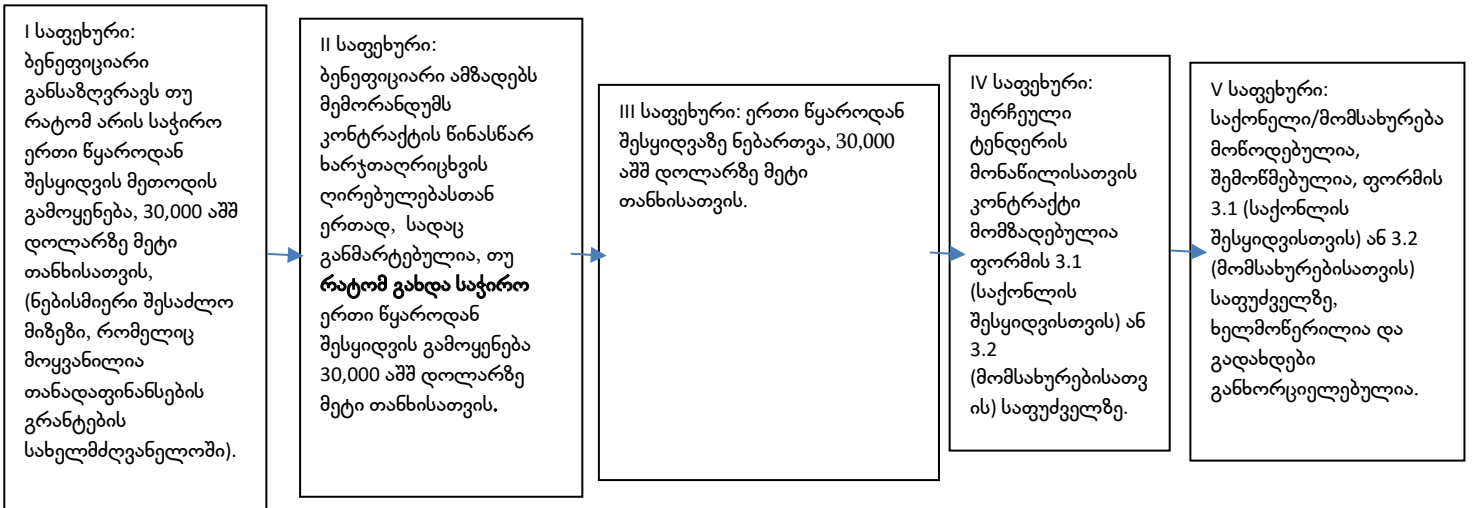 I საფეხური:
ბენეფიციარი
განსაზღვრავს თუ
რატომ არის საჭირო
ერთი წყაროდან
შესყიდვის მეთოდის
გამოყენება, 30,000 აშშ
დოლარზე მეტი
თანხისათვის,
(ნებისმიერი შესაძლო
მიზეზი, რომელიც
მოყვანილია
თანადაფინანსების
გრანტების
სახელმძღვანელოში).
II საფეხური:
ბენეფიციარი ამზადებს
მემორანდუმს
კონტრაქტის წინასწარ
ხარჯთაღრიცხვის
ღირებულებასთან
ერთად, სადაც
განმარტებულია, თუ
რატომ გახდა საჭირო
ერთი წყაროდან
შესყიდვის გამოყენება
30,000 აშშ დოლარზე
მეტი თანხისათვის.
III საფეხური: ერთი წყაროდან
შესყიდვაზე ნებართვა, 30,000
აშშ დოლარზე მეტი
თანხისათვის.
IV საფეხური:
შერჩეული
ტენდერის
მონაწილისათვის
კონტრაქტი
მომზადებულია
ფორმის 3.1
(საქონლის
შესყიდვისთვის) ან
3.2
(მომსახურებისათვ
ის) საფუძველზე.
V საფეხური:
საქონელი/მომსახურება
მოწოდებულია,
შემოწმებულია, ფორმის
3.1 (საქონლის
შესყიდვისთვის) ან 3.2
(მომსახურებისათვის)
საფუძველზე,
ხელმოწერილია და
გადახდები
განხორციელებულია.